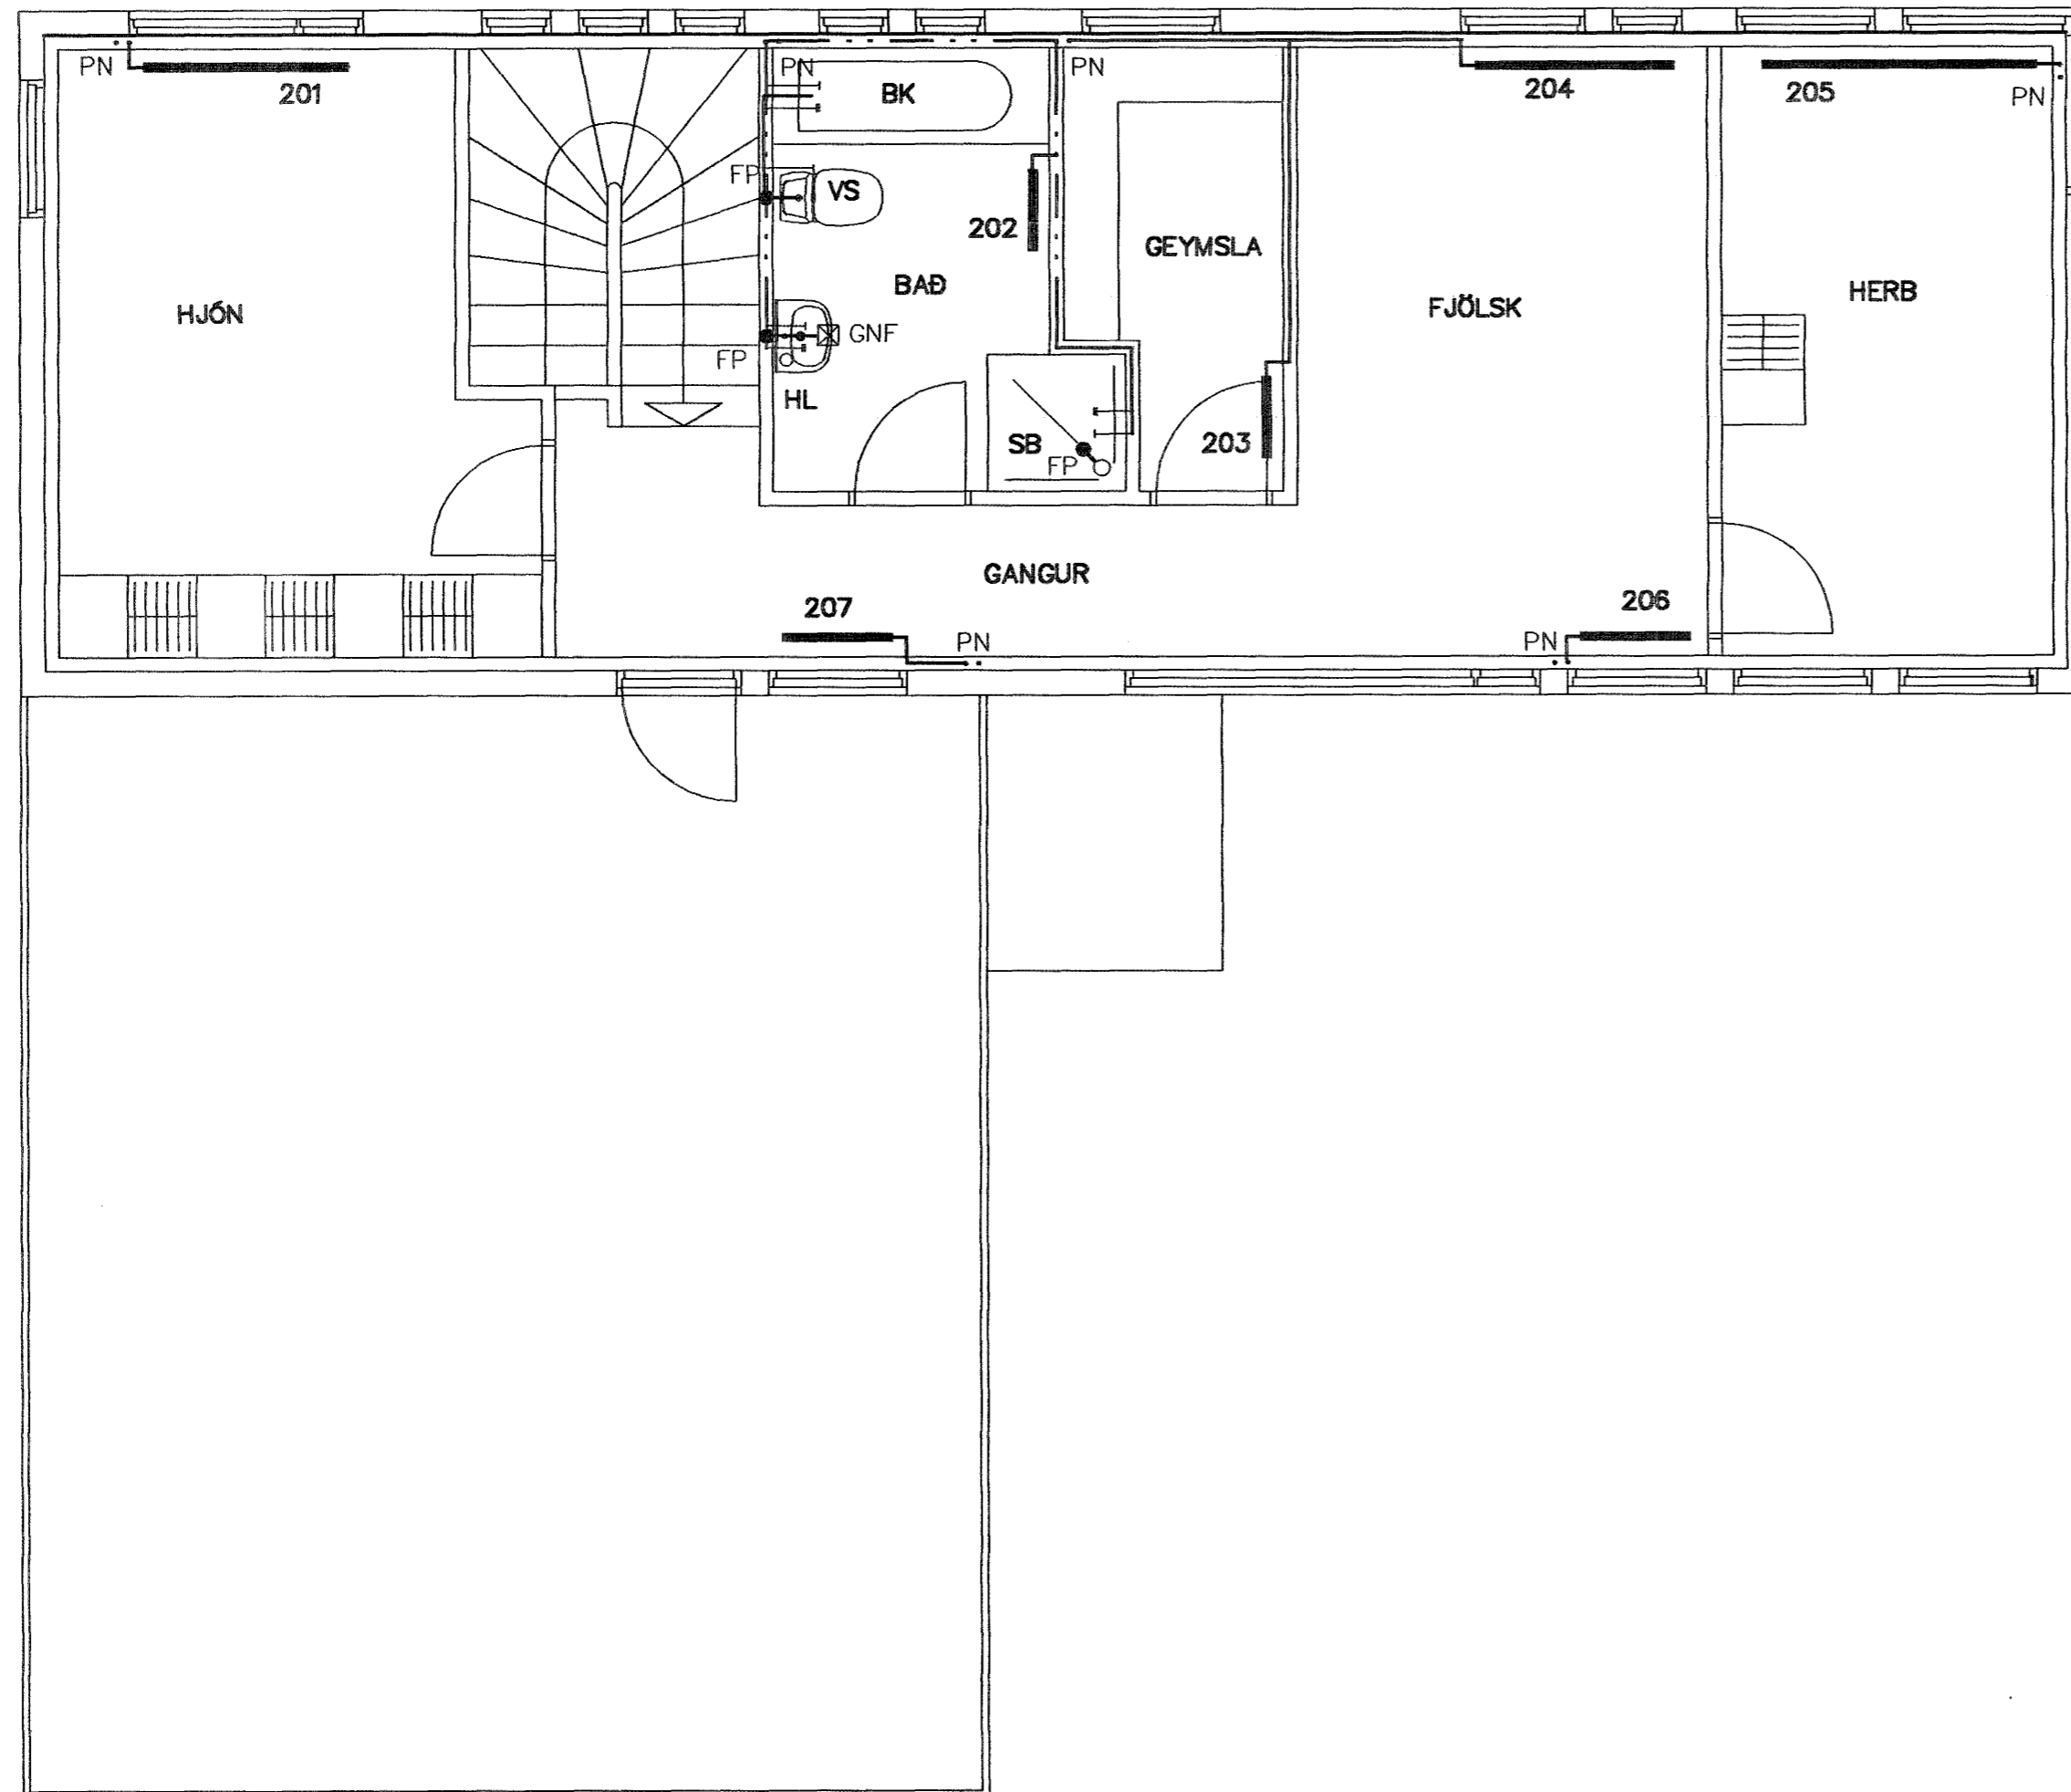 PN
201
PN
BK
PN
204
205
PN
FP
VS
202
GEYMSLA
BAÐ
HJÓN
FJÖLSK
HERB
GNF
FP
HL
SB
FP
203
GANGUR
207
PN
206
PN